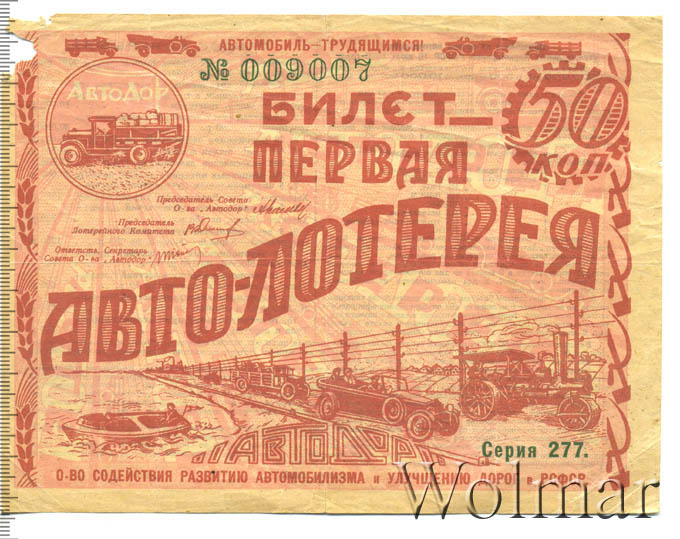 АВТОМОБИЛЬ—ТРУДЯЩИМСЯ!
№ 009007
АВТОДОР
БИЛЕТ—
50 КОП
ПЕРВАЯ
Председатель Совета
О-ва „Автодор"
Председатель
Лотерейного Комитета
Ответств. Секретарь
Совета О-ва „Автодор"
АВТО-ЛОТЕРЕЯ
АВТОДОР
Серия 277.
О-ВО СОДЕЙСТВИЯ РАЗВИТИЮ АВТОМОБИЛИЗМА и УЛУЧШЕНИЮ ДОРОГ в РСФСР
Wolmar